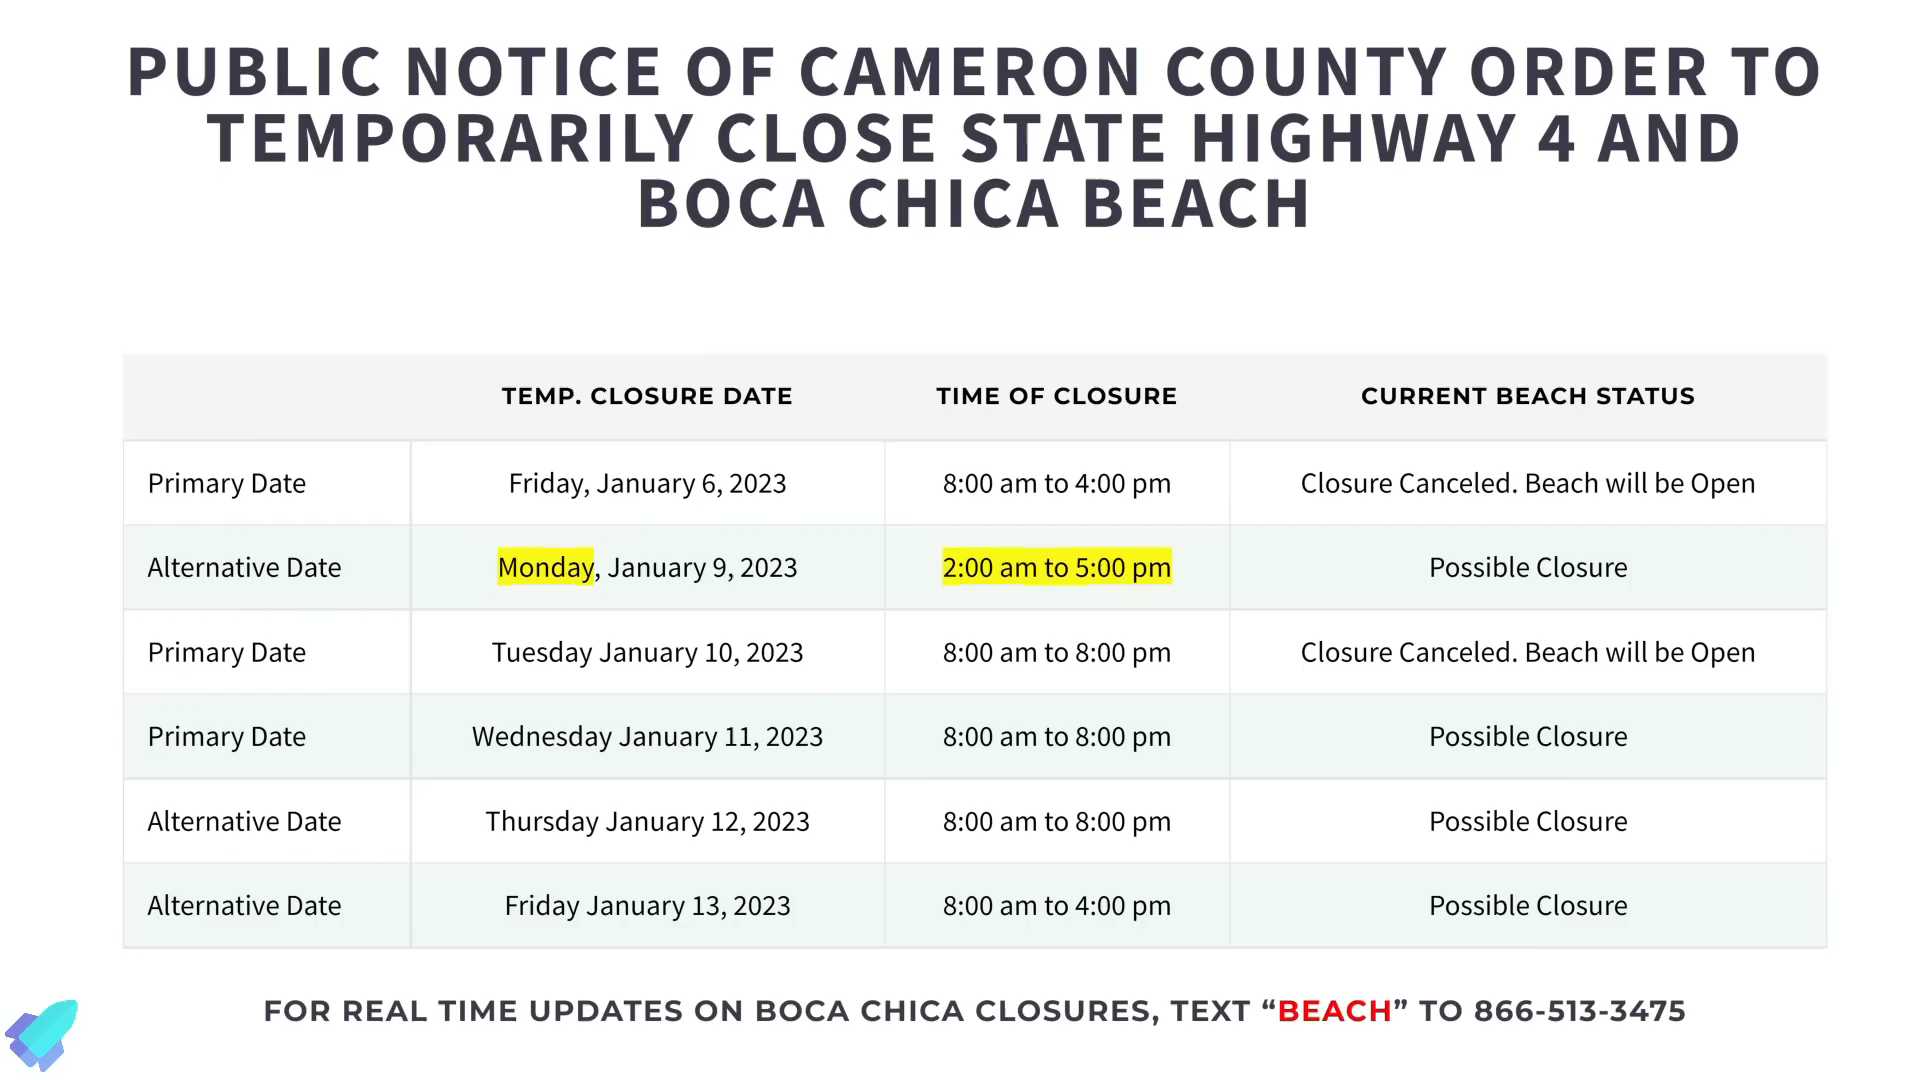 PUBLIC NOTICE OF CAMERON COUNTY ORDER TO
TEMPORARILY CLOSE STATE HIGHWAY 4 AND
BOCA CHICA BEACH
TEMP. CLOSURE DATE TIME OF CLOSURE CURRENT BEACH STATUS
Primary Date Friday, January 6, 2023 8:00 am to 4:00 pm Closure Canceled. Beach will be Open
Alternative Date Monday, January 9, 2023 2:00 am to 5:00 pm Possible Closure
Primary Date Tuesday January 10, 2023 8:00 am to 8:00 pm Closure Canceled. Beach will be Open
Primary Date Wednesday January 11, 2023 8:00 am to 8:00 pm Possible Closure
Alternative Date Thursday January 12, 2023 8:00 am to 8:00 pm Possible Closure
Alternative Date Friday January 13, 2023 8:00 am to 4:00 pm Possible Closure
FOR REAL TIME UPDATES ON BOCA CHICA CLOSURES, TEXT “BEACH” TO 866-513-3475